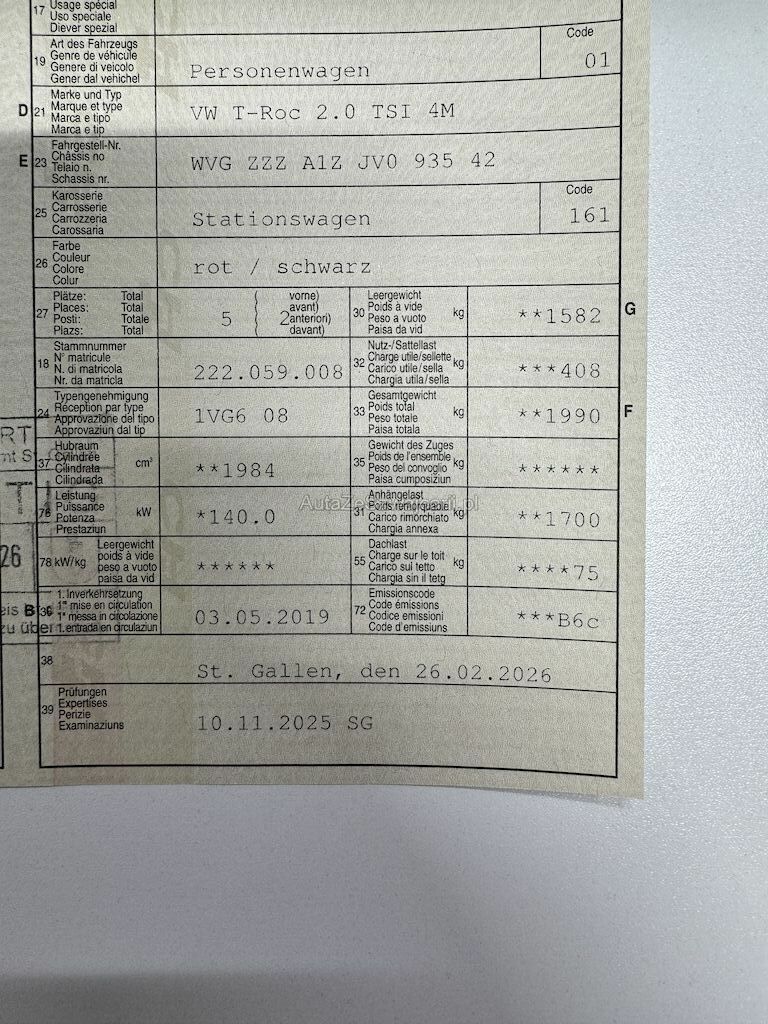 17 Usage spécial
Uso speciale
Diever spezial
19 Art des Fahrzeugs
Genre de véhicule
Genere di veicolo
Gener dal vehichel
Personenwagen
Code
01
D 21 Marke und Typ
Marque et type
Marca e tipo
Marca e tip
VW T-Roc 2.0 TSI 4M
E 23 Fahrgestell-Nr.
Châssis no
Telaio n.
Schassis nr.
WVG ZZZ A1Z JV0 935 42
25 Karosserie
Carrosserie
Carrozzeria
Carossaria
Stationswagen
Code
161
26 Farbe
Couleur
Colore
Colur
rot / schwarz
27 Plätze: Total
Places: Total
Posti: Totale
Plazs: Total
5 ( 2 vorne)
avant)
anteriori)
davant)
30 Leergewicht
Poids à vide
Peso a vuoto
Paisa da vid
kg
**1582
G
18 Stammnummer
N° matricule
N. di matricola
Nr. da matricla
222.059.008
32 Nutz-/Sattellast
Charge utile/sellette
Carico utile/sella
Chargia utila/sella
kg
***408
24 Typengenehmigung
Réception par type
Approvazione del tipo
Approvaziun dal tip
1VG6 08
33 Gesamtgewicht
Poids total
Peso totale
Paisa totala
kg
**1990
F
37 Hubraum
Cylindrée
Cilindrata
Cilindrada
cm³
**1984
35 Gewicht des Zuges
Poids de l'ensemble
Peso del convoglio
Paisa cumposiziun
kg
******
76 Leistung
Puissance
Potenza
Prestaziun
kW
*140.0
31 Anhängelast
Poids remorquable
Carico rimorchiato
Chargia annexa
kg
**1700
78 kW/kg
Leergewicht
poids à vide
peso a vuoto
paisa da vid
******
55 Dachlast
Charge sur le toit
Carico sul tetto
Chargia sin il tetg
kg
****75
B 36 1. Inverkehrsetzung
1re mise en circulation
1a messa in circolazione
1. entrada en circulaziun
03.05.2019
72 Emissionscode
Code émissions
Codice emissioni
Code d'emissiuns
***B6c
38
St. Gallen, den 26.02.2026
39 Prüfungen
Expertises
Perizie
Examinaziuns
10.11.2025 SG
RT
26